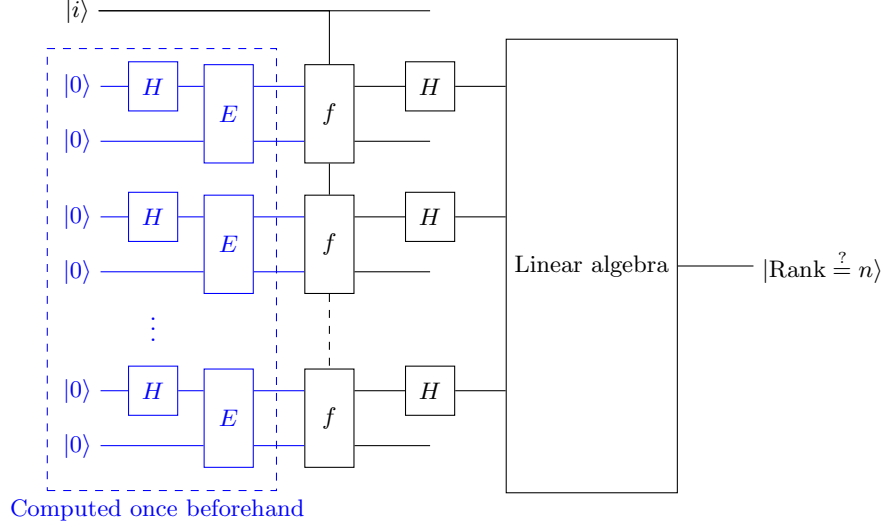 |i⟩
|0⟩ H
E f H
|0⟩
|0⟩ H
E f H
|0⟩
Linear algebra |Rank ≟ n⟩
⋮
|0⟩ H
E f H
|0⟩
Computed once beforehand